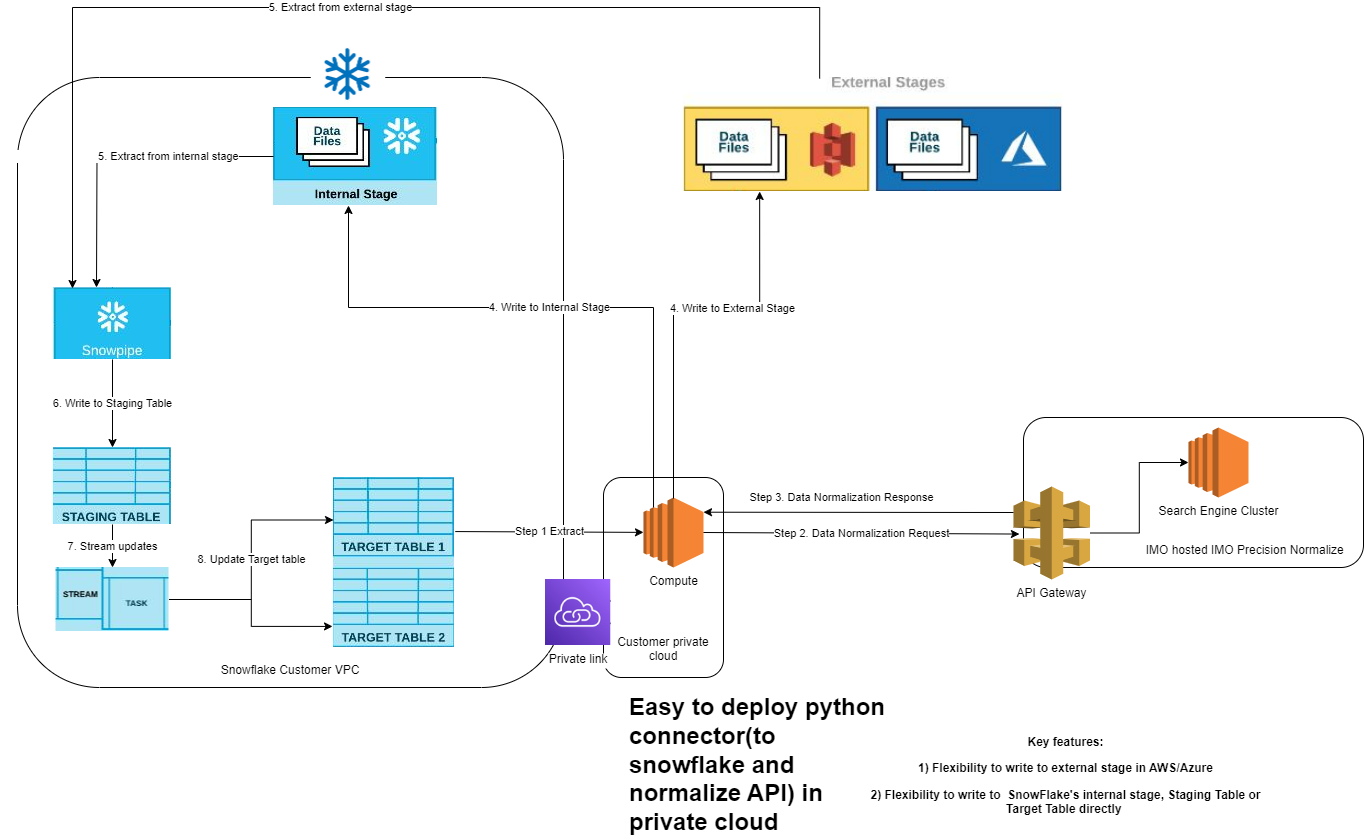 5. Extract from external stage
External Stages
Data
Files
Data
Files
Data
Files
5. Extract from internal stage
Internal Stage
4. Write to Internal Stage
4. Write to External Stage
Snowpipe
6. Write to Staging Table
STAGING TABLE
7. Stream updates
8. Update Target table
STREAM
TASK
TARGET TABLE 1
TARGET TABLE 2
Snowflake Customer VPC
Step 1 Extract
Private link
Compute
Customer private
cloud
Step 3. Data Normalization Response
Step 2. Data Normalization Request
API Gateway
Search Engine Cluster
IMO hosted IMO Precision Normalize
Easy to deploy python
connector(to
snowflake and
normalize API) in
private cloud
Key features:
1) Flexibility to write to external stage in AWS/Azure
2) Flexibility to write to  SnowFlake's internal stage, Staging Table or
Target Table directly